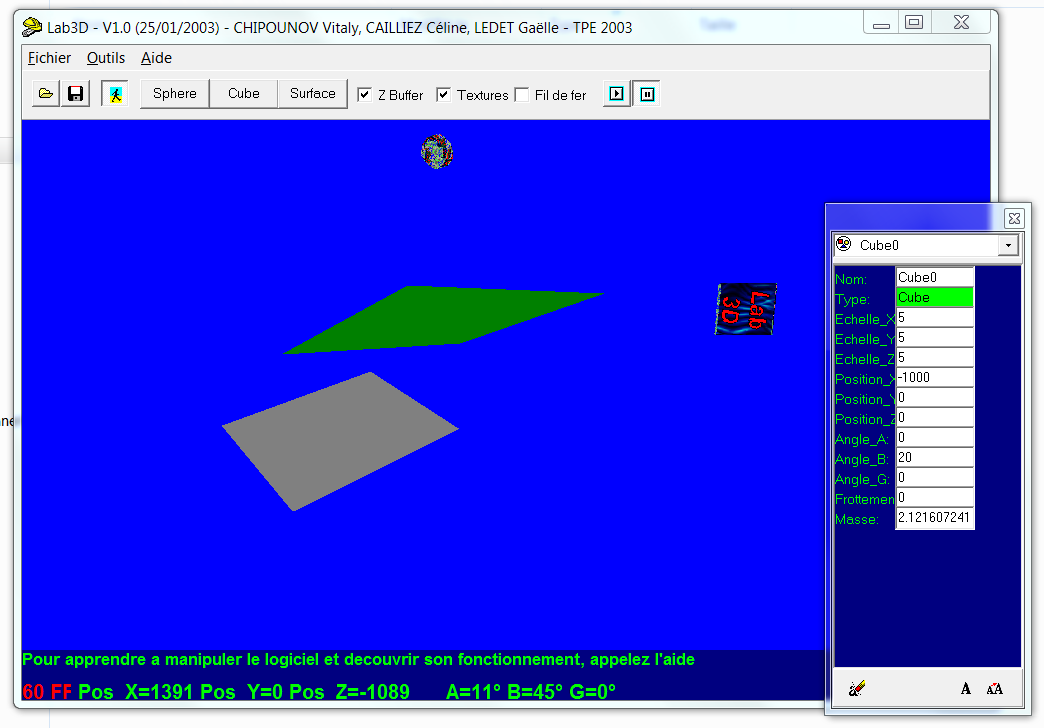 Lab3D - V1.0 (25/01/2003) - CHIPOUNOV Vitaly, CAILLIEZ Céline, LEDET Gaëlle - TPE 2003
Fichier Outils Aide
Sphere Cube Surface Z Buffer Textures Fil de fer
Lab
3D
Cube0
Nom: Cube0
Type: Cube
Echelle_X 5
Echelle_Y 5
Echelle_Z 5
Position_X -1000
Position_Y 0
Position_Z 0
Angle_A: 0
Angle_B: 20
Angle_G: 0
Frottemen 0
Masse: 2.121607241
Pour apprendre a manipuler le logiciel et decouvrir son fonctionnement, appelez l'aide
60 FF Pos X=1391 Pos Y=0 Pos Z=-1089 A=11° B=45° G=0°
A AA